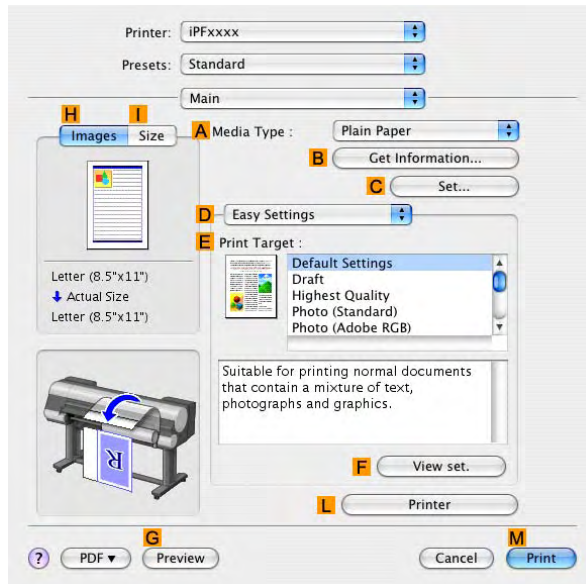 Printer: iPFxxxx
Presets: Standard
Main
H I
Images Size
A Media Type : Plain Paper
B Get Information...
C Set...
D Easy Settings
E Print Target :
Default Settings
Draft
Highest Quality
Photo (Standard)
Photo (Adobe RGB)
Letter (8.5"x11")
Actual Size
Letter (8.5"x11")
Suitable for printing normal documents
that contain a mixture of text,
photographs and graphics.
R
F View set.
L Printer
G M
? PDF▼ Preview Cancel Print